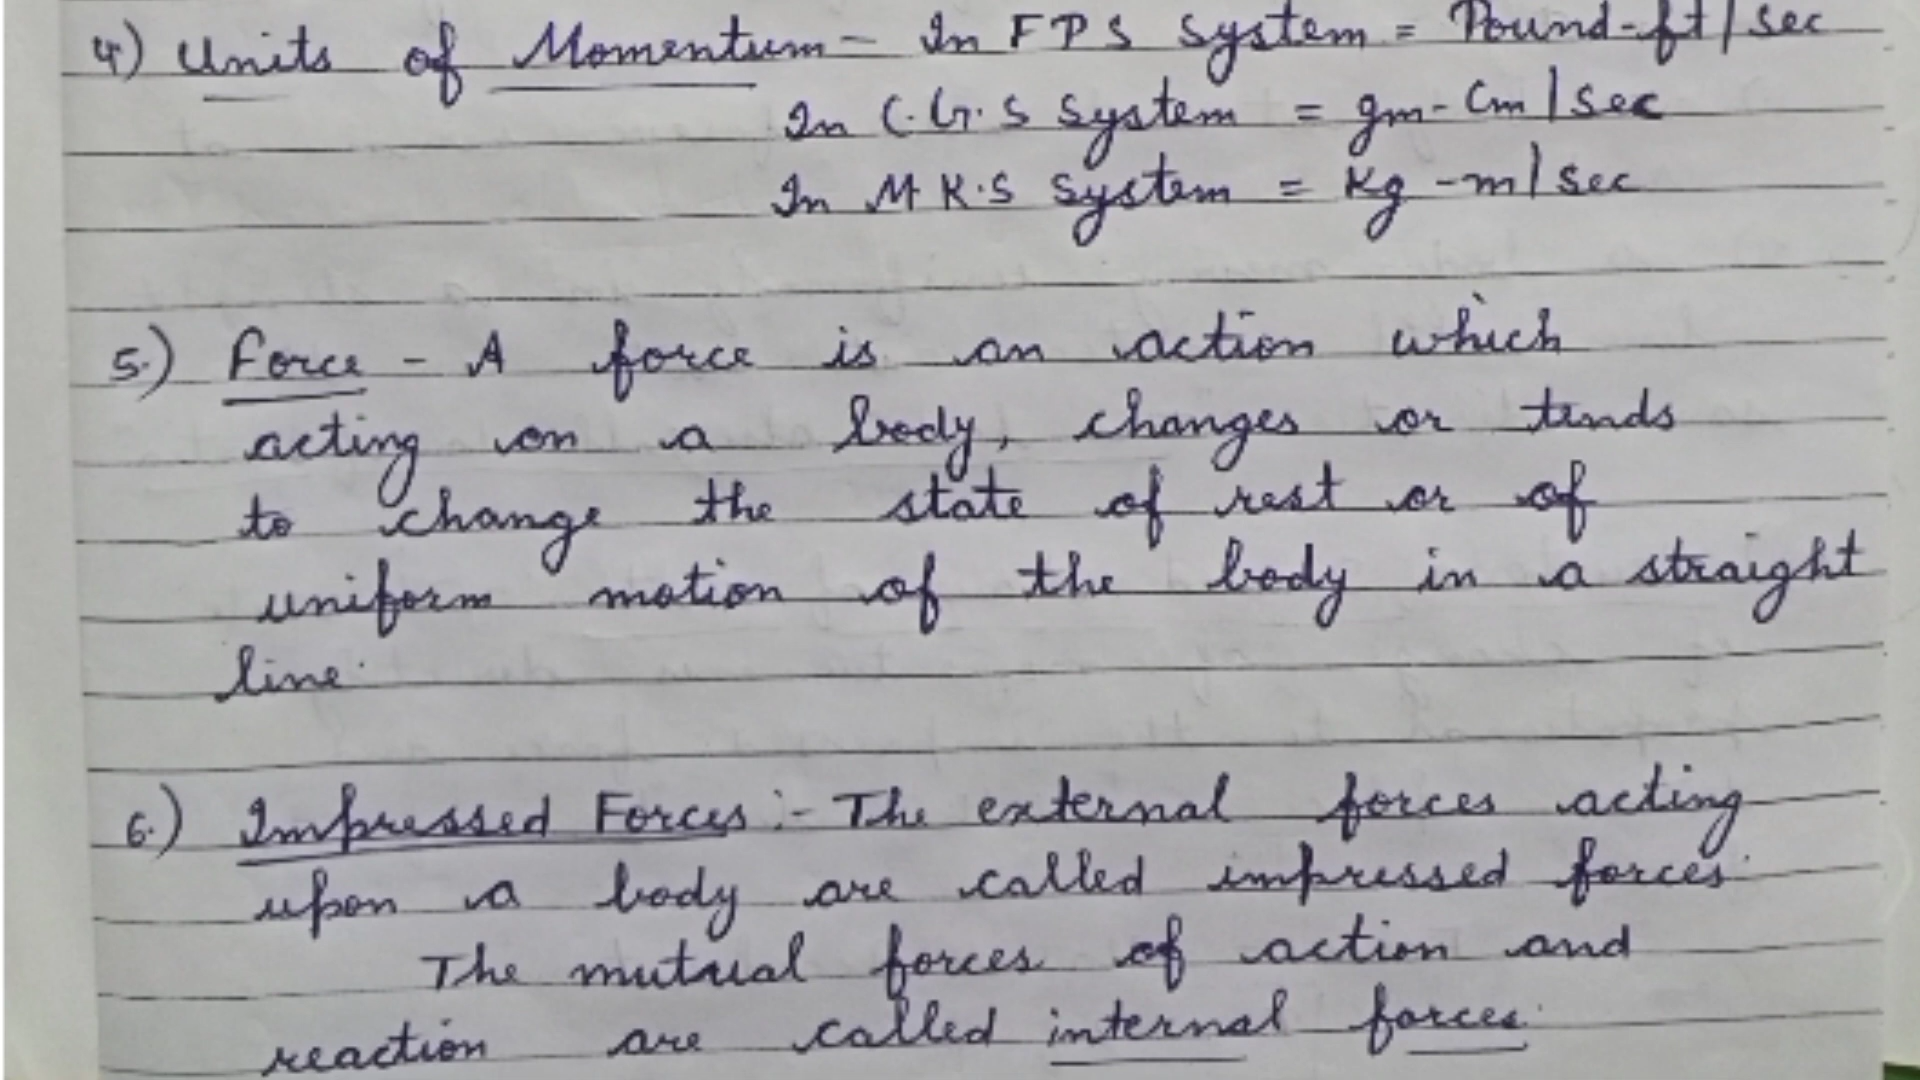 4) Units of Momentum - In FPS System = Pound-ft/sec
In C.G.S System = gm-cm/sec
In M K.S System = Kg-m/sec
5.) Force - A force is an action which
acting on a body, changes or tends
to change the state of rest or of
uniform motion of the body in a straight
line.
6.) Impressed Forces :- The external forces acting
upon a body are called impressed forces.
The mutual forces of action and
reaction are called internal forces.